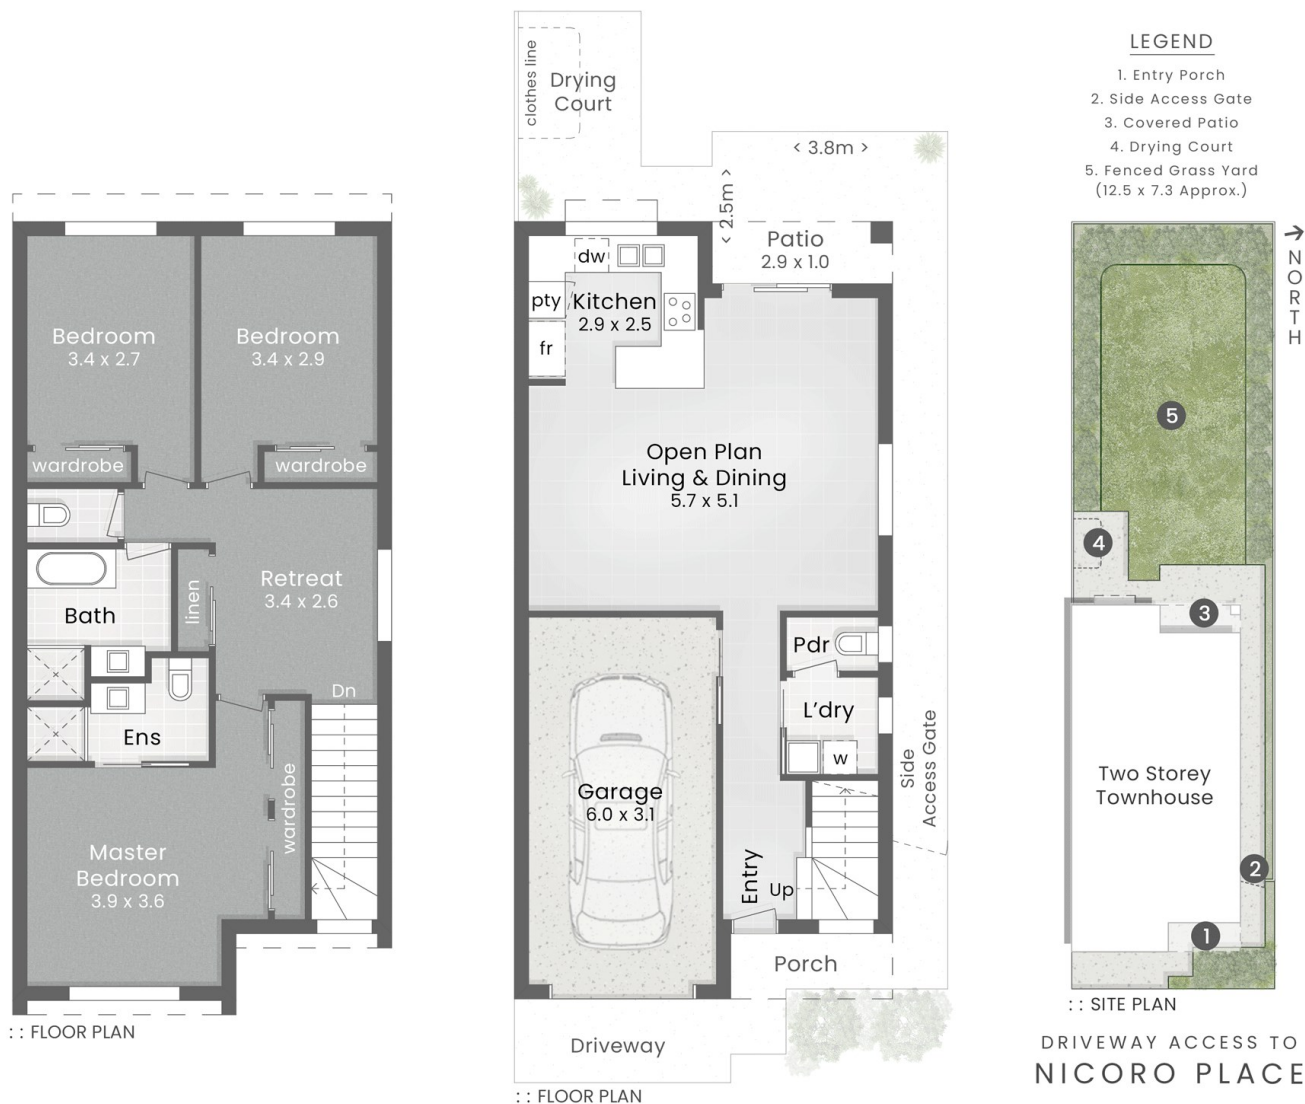 Bedroom
3.4 x 2.7
Bedroom
3.4 x 2.9
wardrobe
wardrobe
Bath
linen
Retreat
3.4 x 2.6
Dn
Ens
wardrobe
Master
Bedroom
3.9 x 3.6
:: FLOOR PLAN
clothes line
Drying
Court
< 3.8m >
< 2.5m >
dw
Patio
2.9 x 1.0
pty
Kitchen
2.9 x 2.5
fr
Open Plan
Living & Dining
5.7 x 5.1
Pdr
L'dry
w
Side
Access Gate
Garage
6.0 x 3.1
Entry
Up
Porch
Driveway
:: FLOOR PLAN
LEGEND
1. Entry Porch
2. Side Access Gate
3. Covered Patio
4. Drying Court
5. Fenced Grass Yard
(12.5 x 7.3 Approx.)
NORTH
5
4
3
Two Storey
Townhouse
2
1
:: SITE PLAN
DRIVEWAY ACCESS TO
NICORO PLACE